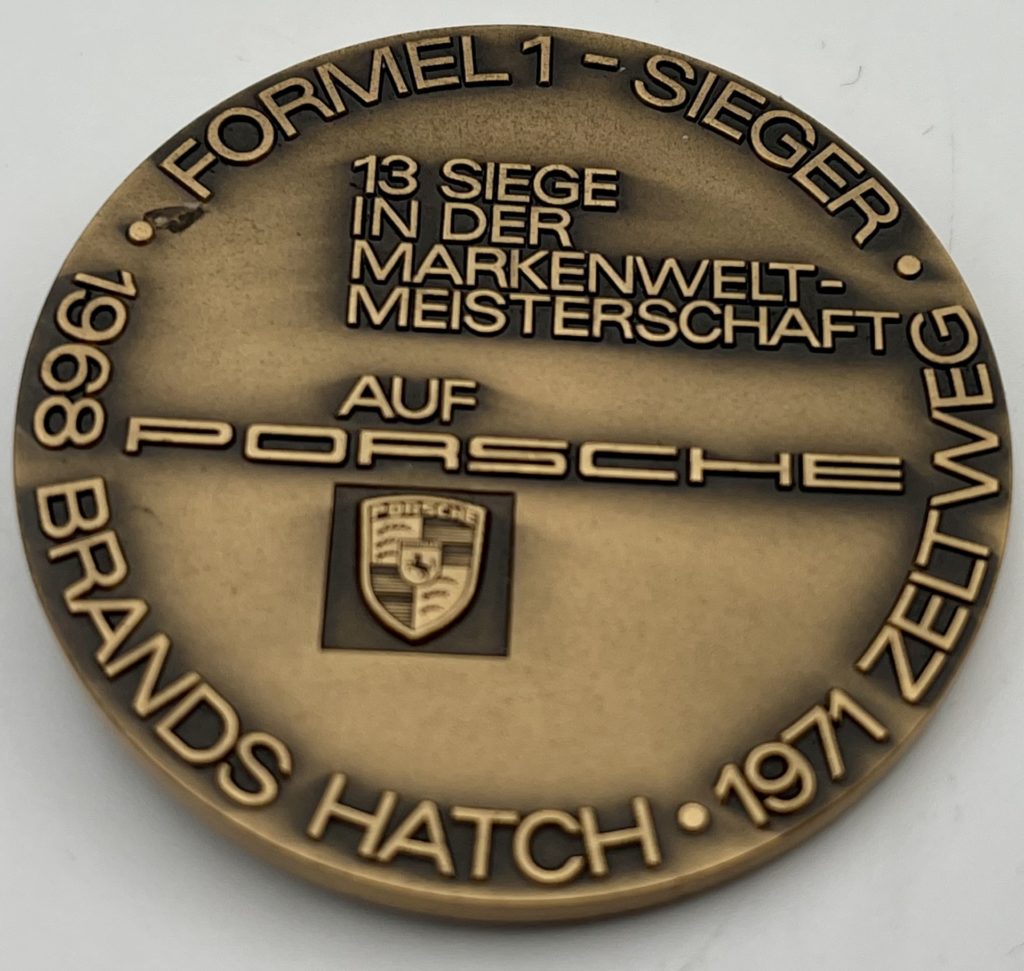 FORMEL 1 - SIEGER · 1968 BRANDS HATCH · 1971 ZELTWEG ·
13 SIEGE
IN DER
MARKENWELT-
MEISTERSCHAFT
AUF
PORSCHE
PORSCHE